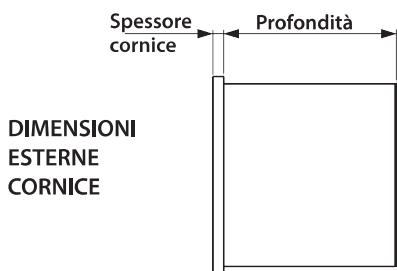 Spessore
cornice
Profondità
DIMENSIONI
ESTERNE
CORNICE